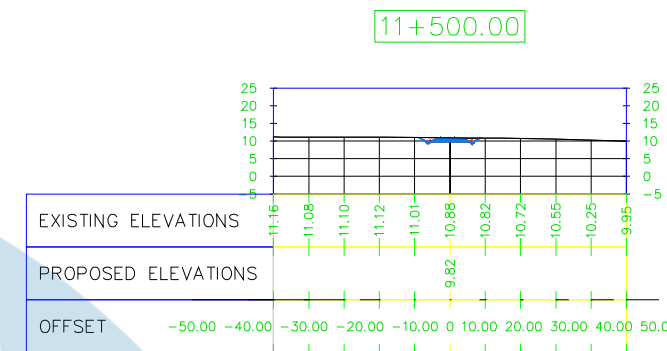 11+500.00
25 25
20 20
15 15
10 10
5 5
0 0
-5 -5
EXISTING ELEVATIONS 11.16 11.08 11.10 11.12 11.01 10.88 10.82 10.72 10.55 10.25 9.95
PROPOSED ELEVATIONS 9.82
OFFSET -50.00 -40.00 -30.00 -20.00 -10.00 0 10.00 20.00 30.00 40.00 50.0